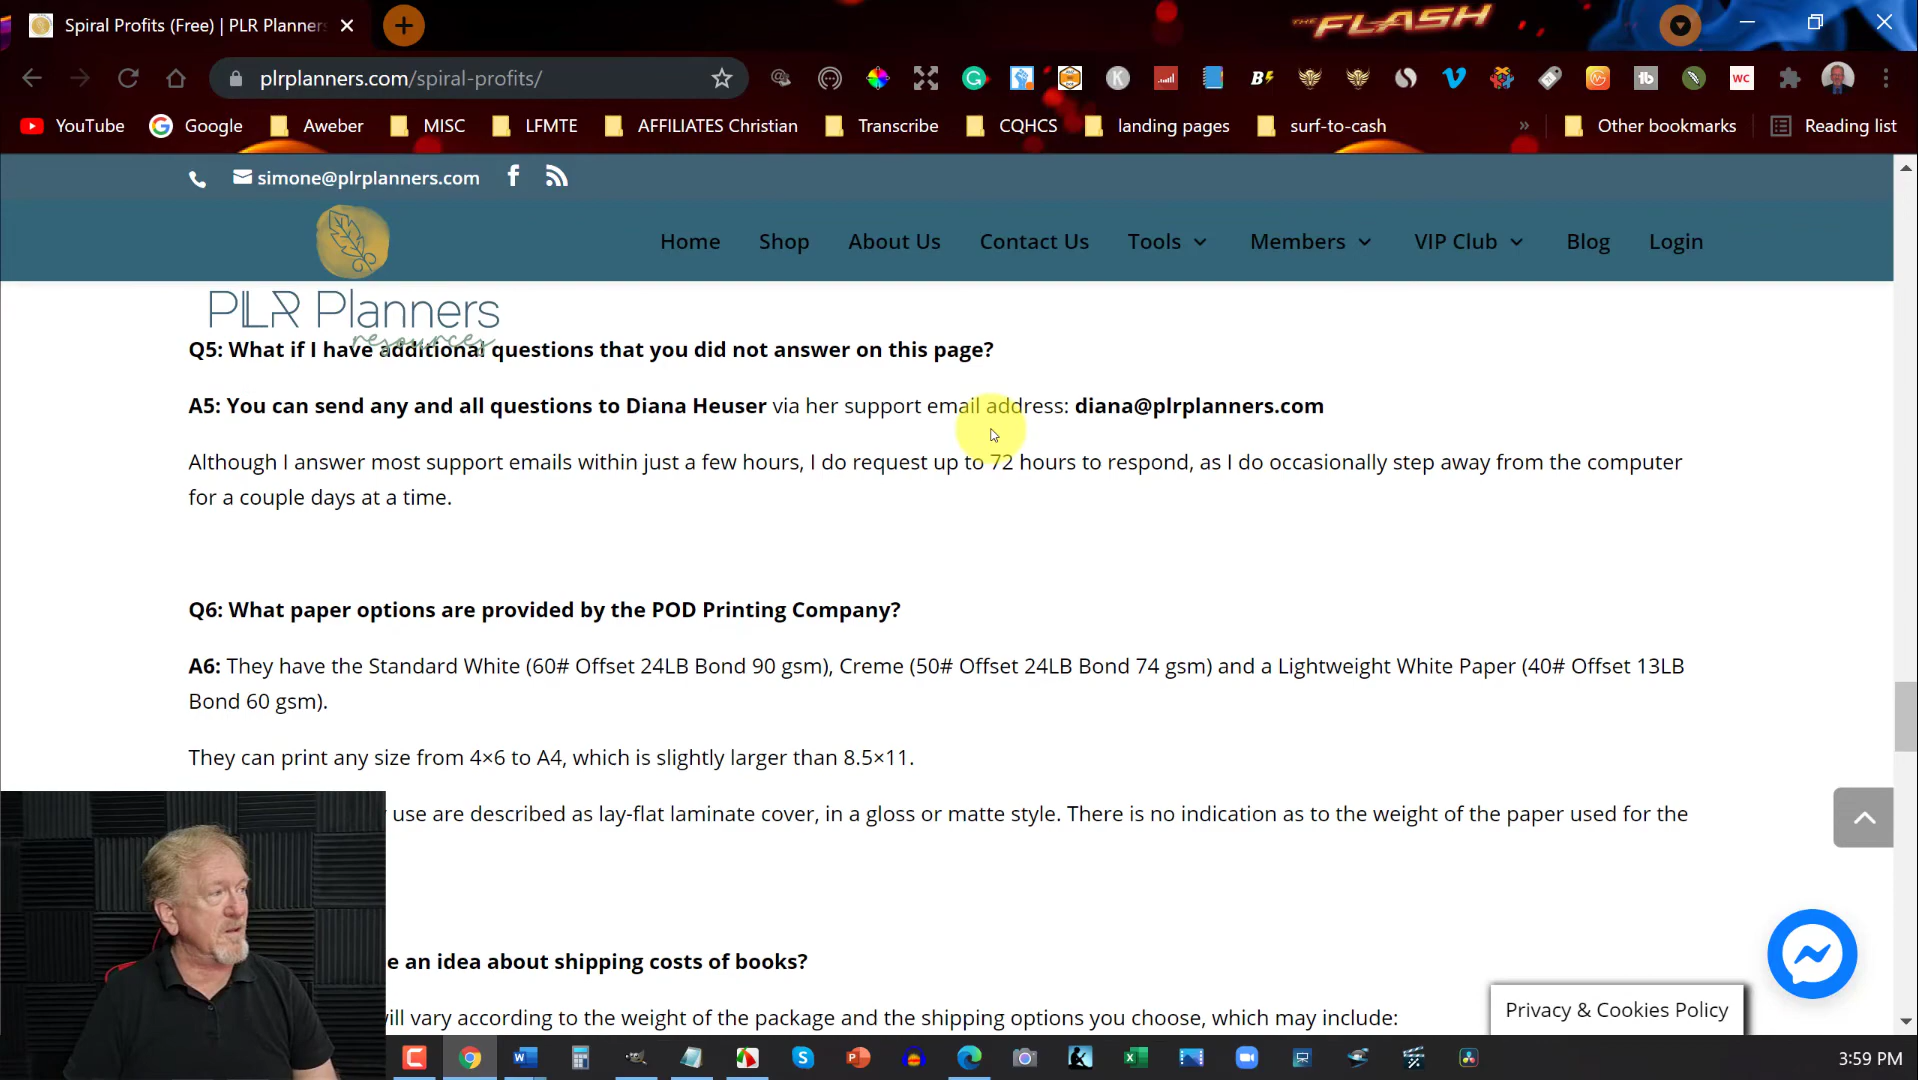 THE FLASH
Spiral Profits (Free) | PLR Planners
plrplanners.com/spiral-profits/
YouTube
Google
Aweber
MISC
LFMTE
AFFILIATES Christian
Transcribe
CQHCS
landing pages
surf-to-cash
»
Other bookmarks
Reading list
simone@plrplanners.com
Home
Shop
About Us
Contact Us
Tools
Members
VIP Club
Blog
Login
PLR Planners
resources
Q5: What if I have additional questions that you did not answer on this page?
A5: You can send any and all questions to Diana Heuser via her support email address: diana@plrplanners.com
Although I answer most support emails within just a few hours, I do request up to 72 hours to respond, as I do occasionally step away from the computer
for a couple days at a time.
Q6: What paper options are provided by the POD Printing Company?
A6: They have the Standard White (60# Offset 24LB Bond 90 gsm), Creme (50# Offset 24LB Bond 74 gsm) and a Lightweight White Paper (40# Offset 13LB
Bond 60 gsm).
They can print any size from 4×6 to A4, which is slightly larger than 8.5×11.
use are described as lay-flat laminate cover, in a gloss or matte style. There is no indication as to the weight of the paper used for the
e an idea about shipping costs of books?
will vary according to the weight of the package and the shipping options you choose, which may include:
Privacy & Cookies Policy
3:59 PM